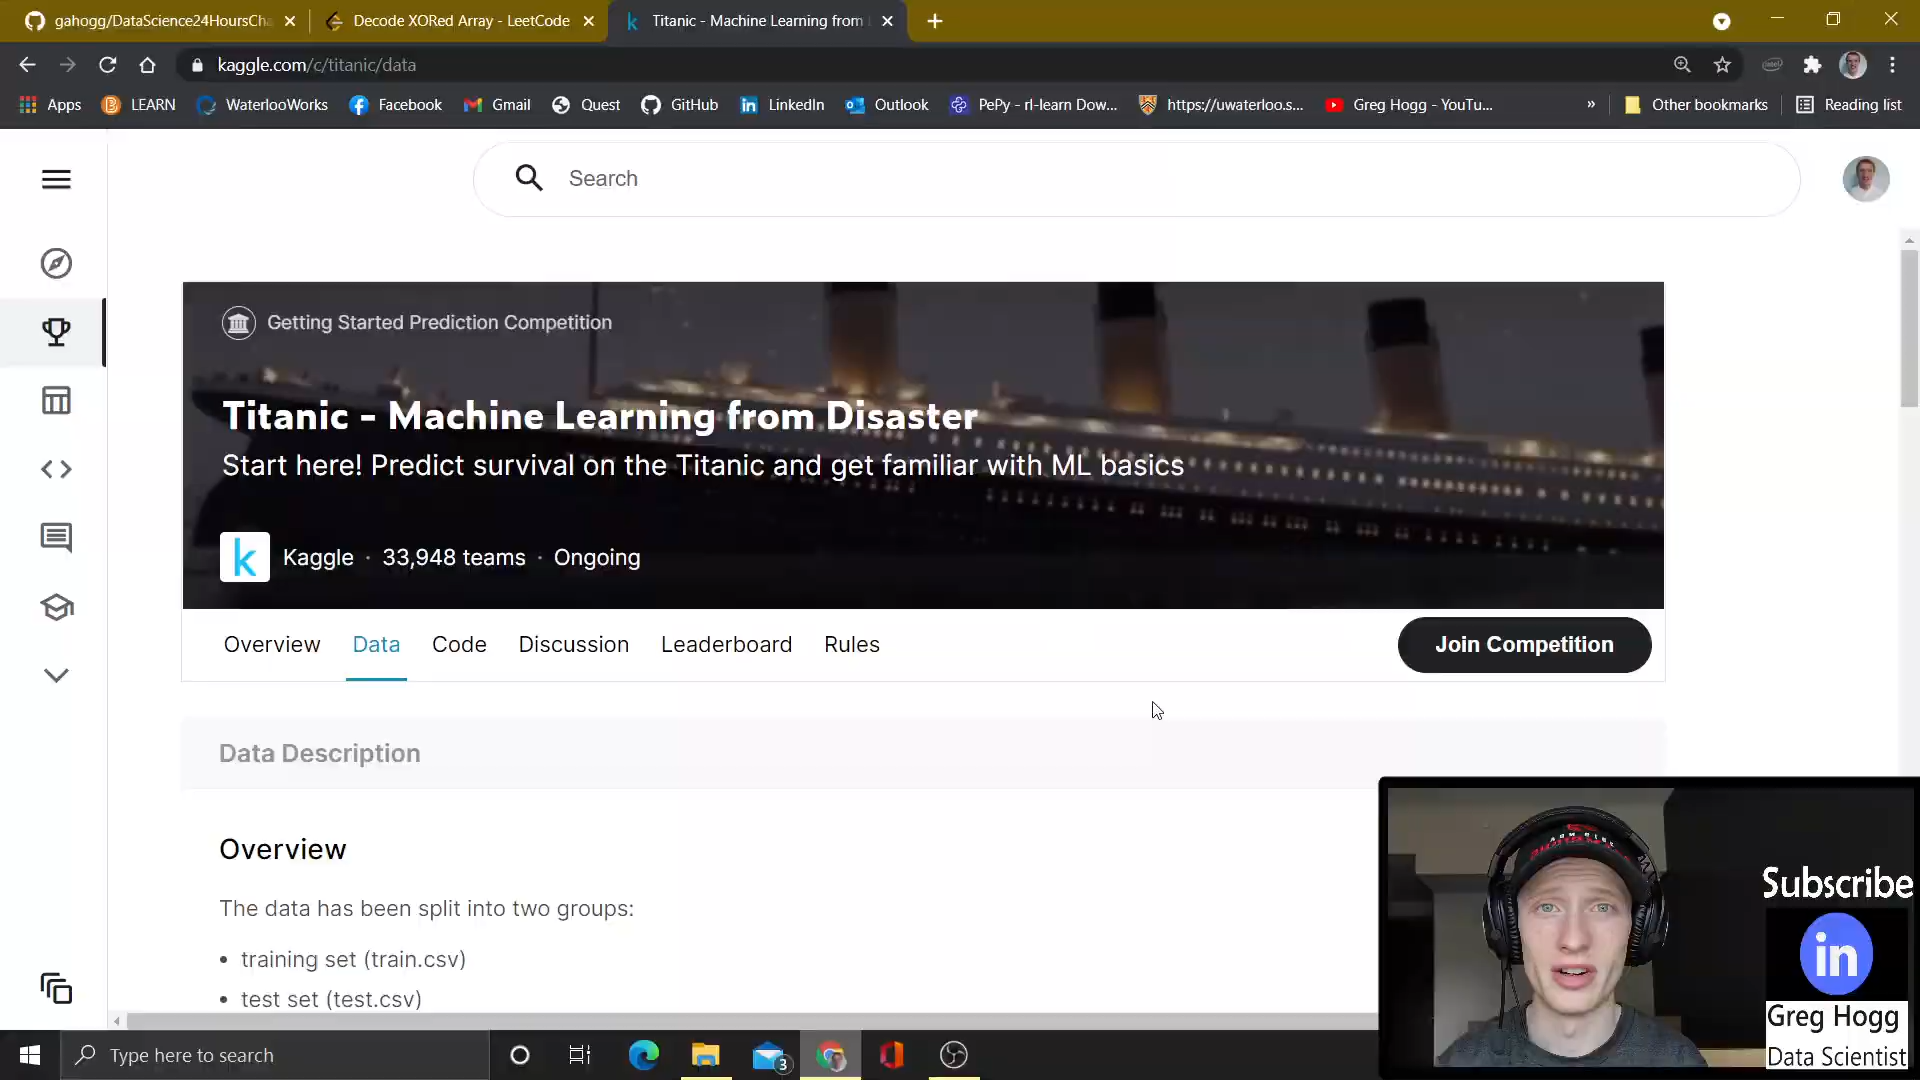 gahogg/DataScience24HoursCha
Decode XORed Array - LeetCode
Titanic - Machine Learning from
kaggle.com/c/titanic/data
Apps
LEARN
WaterlooWorks
Facebook
Gmail
Quest
GitHub
LinkedIn
Outlook
PePy - rl-learn Dow...
https://uwaterloo.s...
Greg Hogg - YouTu...
»
Other bookmarks
Reading list
Search
Getting Started Prediction Competition
Titanic - Machine Learning from Disaster
Start here! Predict survival on the Titanic and get familiar with ML basics
k
Kaggle · 33,948 teams · Ongoing
Overview
Data
Code
Discussion
Leaderboard
Rules
Join Competition
Data Description
Overview
The data has been split into two groups:
• training set (train.csv)
• test set (test.csv)
Subscribe
in
Greg Hogg
Data Scientist
Type here to search
3